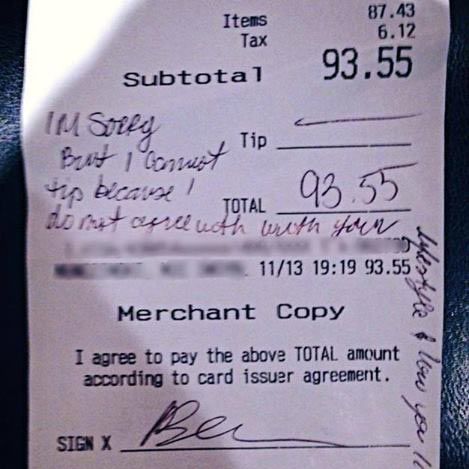 Items 87.43
Tax 6.12
Subtotal 93.55
IM Sorry
But I Cannot
Tip
tip because I
TOTAL 93.55
do not agree with with your
lifestyle & how you
11/13 19:19 93.55
Merchant Copy
I agree to pay the above TOTAL amount
according to card issuer agreement.
SIGN X